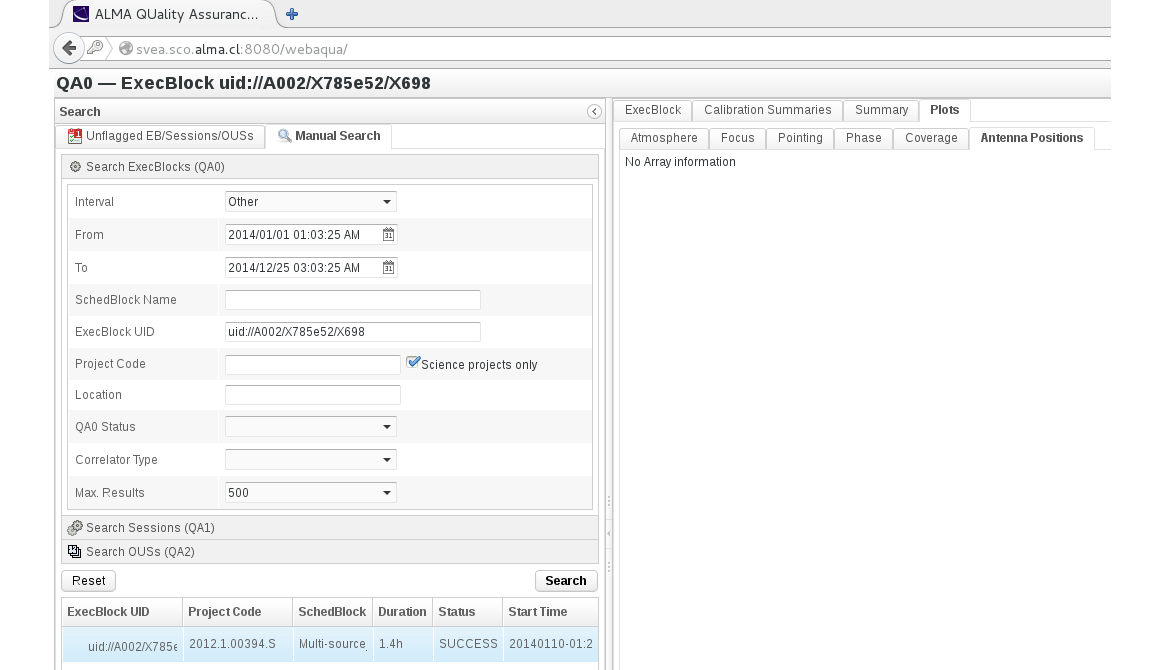 ALMA QUality Assuranc...
svea.sco.alma.cl:8080/webaqua/
QA0 — ExecBlock uid://A002/X785e52/X698
Search
Unflagged EB/Sessions/OUSs
Manual Search
Search ExecBlocks (QA0)
Interval Other
From 2014/01/01 01:03:25 AM
To 2014/12/25 03:03:25 AM
SchedBlock Name
ExecBlock UID uid://A002/X785e52/X698
Project Code Science projects only
Location
QA0 Status
Correlator Type
Max. Results 500
Search Sessions (QA1)
Search OUSs (QA2)
Reset Search
ExecBlock UID Project Code SchedBlock Duration Status Start Time
uid://A002/X785e 2012.1.00394.S Multi-source_ 1.4h SUCCESS 20140110-01:2
ExecBlock Calibration Summaries Summary Plots
Atmosphere Focus Pointing Phase Coverage Antenna Positions
No Array information